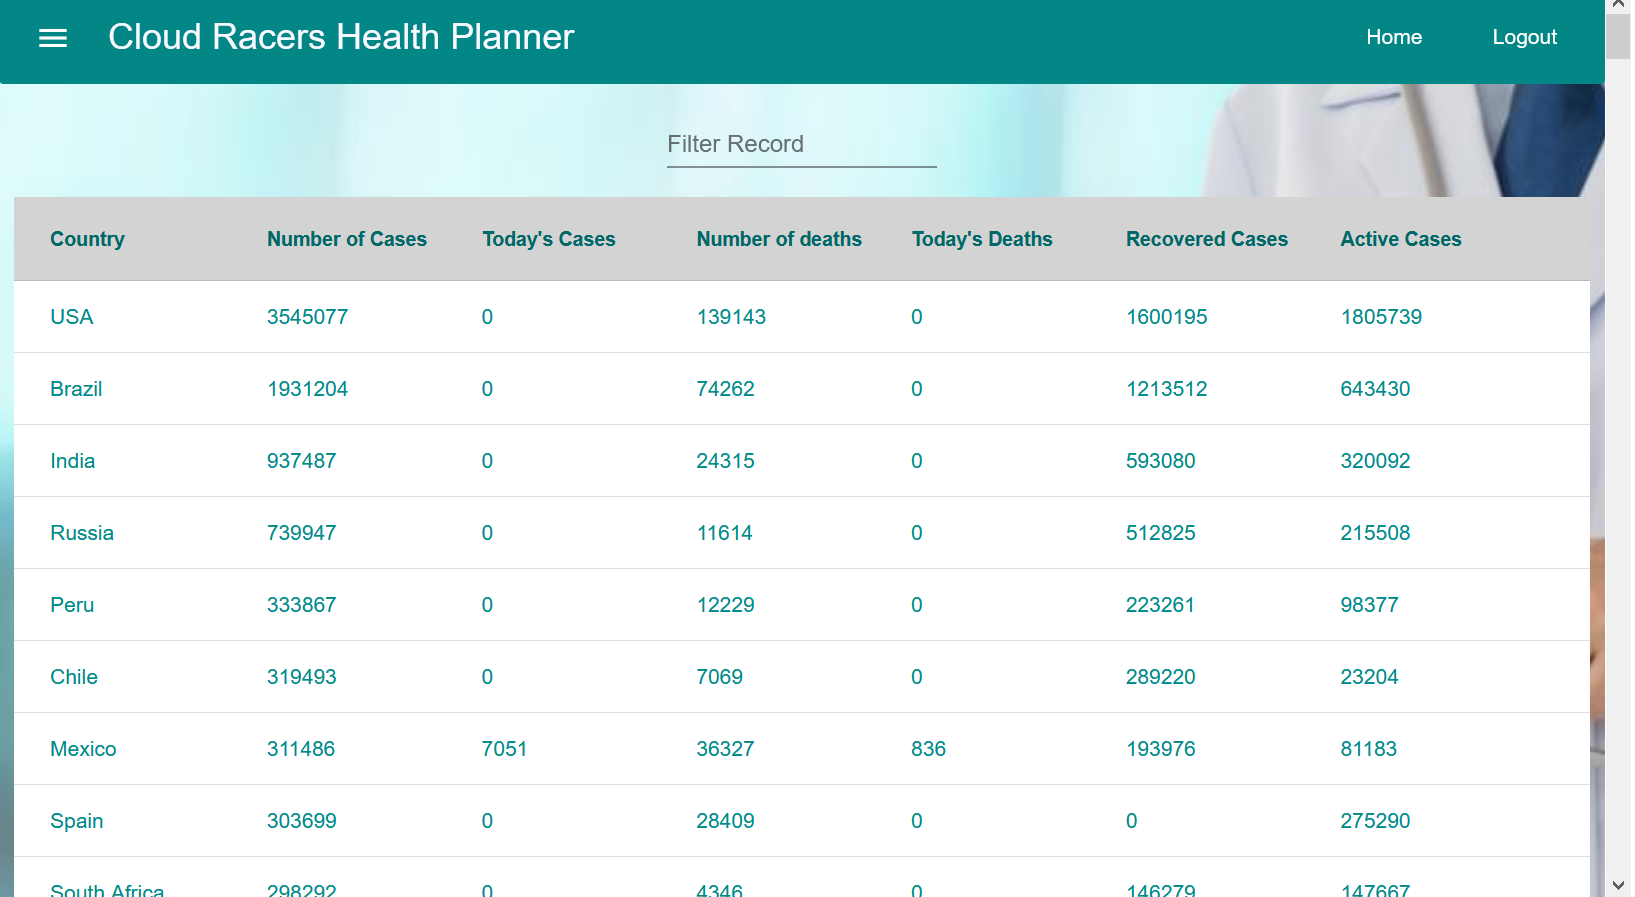 Cloud Racers Health Planner Home Logout
Filter Record
Country Number of Cases Today's Cases Number of deaths Today's Deaths Recovered Cases Active Cases
USA 3545077 0 139143 0 1600195 1805739
Brazil 1931204 0 74262 0 1213512 643430
India 937487 0 24315 0 593080 320092
Russia 739947 0 11614 0 512825 215508
Peru 333867 0 12229 0 223261 98377
Chile 319493 0 7069 0 289220 23204
Mexico 311486 7051 36327 836 193976 81183
Spain 303699 0 28409 0 0 275290
South Africa 298292 0 4346 0 146279 147667